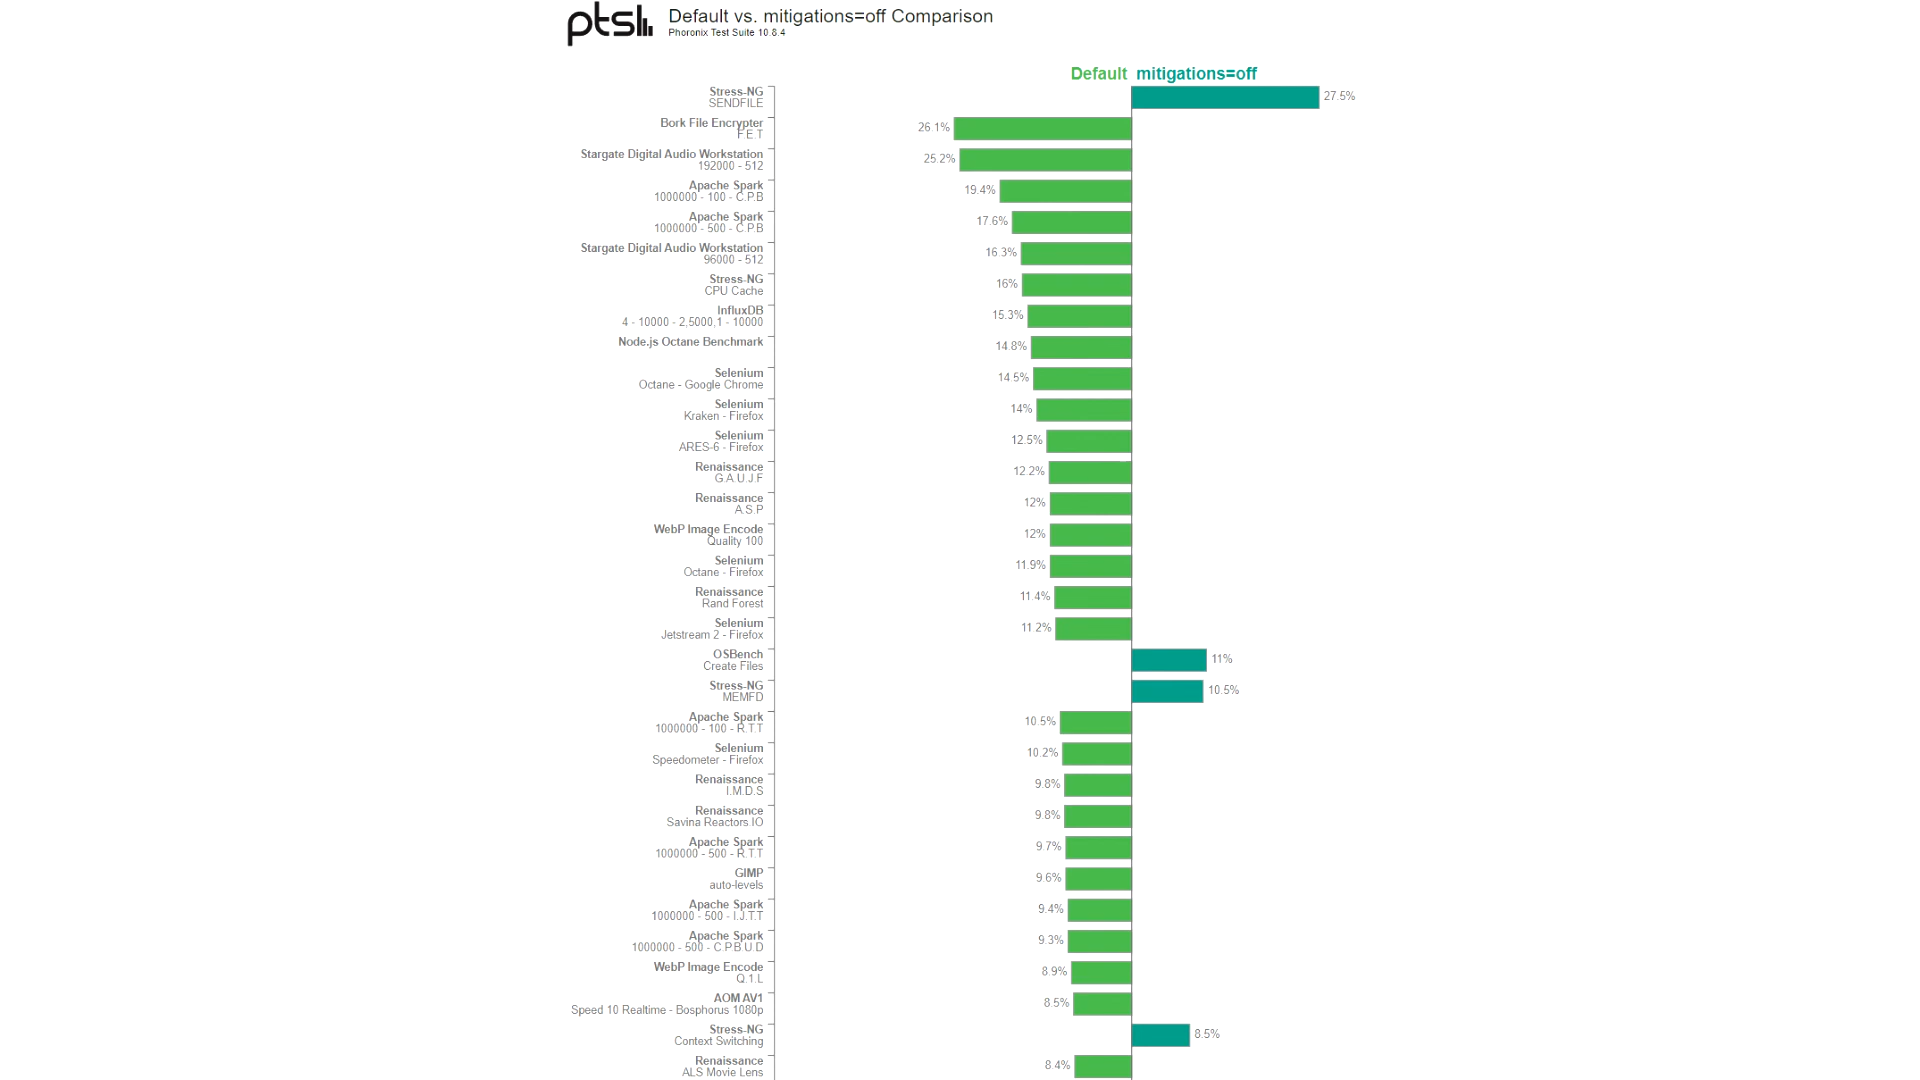 ptsl
Default vs. mitigations=off Comparison
Phoronix Test Suite 10.8.4
Default mitigations=off
Stress-NG
SENDFILE
27.5%
Bork File Encrypter
F.E.T
26.1%
Stargate Digital Audio Workstation
192000 - 512
25.2%
Apache Spark
1000000 - 100 - C.P.B
19.4%
Apache Spark
1000000 - 500 - C.P.B
17.6%
Stargate Digital Audio Workstation
96000 - 512
16.3%
Stress-NG
CPU Cache
16%
InfluxDB
4 - 10000 - 2,5000,1 - 10000
15.3%
Node.js Octane Benchmark
14.8%
Selenium
Octane - Google Chrome
14.5%
Selenium
Kraken - Firefox
14%
Selenium
ARES-6 - Firefox
12.5%
Renaissance
G.A.U.J.F
12.2%
Renaissance
A.S.P
12%
WebP Image Encode
Quality 100
12%
Selenium
Octane - Firefox
11.9%
Renaissance
Rand Forest
11.4%
Selenium
Jetstream 2 - Firefox
11.2%
OSBench
Create Files
11%
Stress-NG
MEMFD
10.5%
Apache Spark
1000000 - 100 - R.T.T
10.5%
Selenium
Speedometer - Firefox
10.2%
Renaissance
I.M.D.S
9.8%
Renaissance
Savina Reactors.IO
9.8%
Apache Spark
1000000 - 500 - R.T.T
9.7%
GIMP
auto-levels
9.6%
Apache Spark
1000000 - 500 - I.J.T.T
9.4%
Apache Spark
1000000 - 500 - C.P.B.U.D
9.3%
WebP Image Encode
Q.1.L
8.9%
AOM AV1
Speed 10 Realtime - Bosphorus 1080p
8.5%
Stress-NG
Context Switching
8.5%
Renaissance
ALS Movie Lens
8.4%